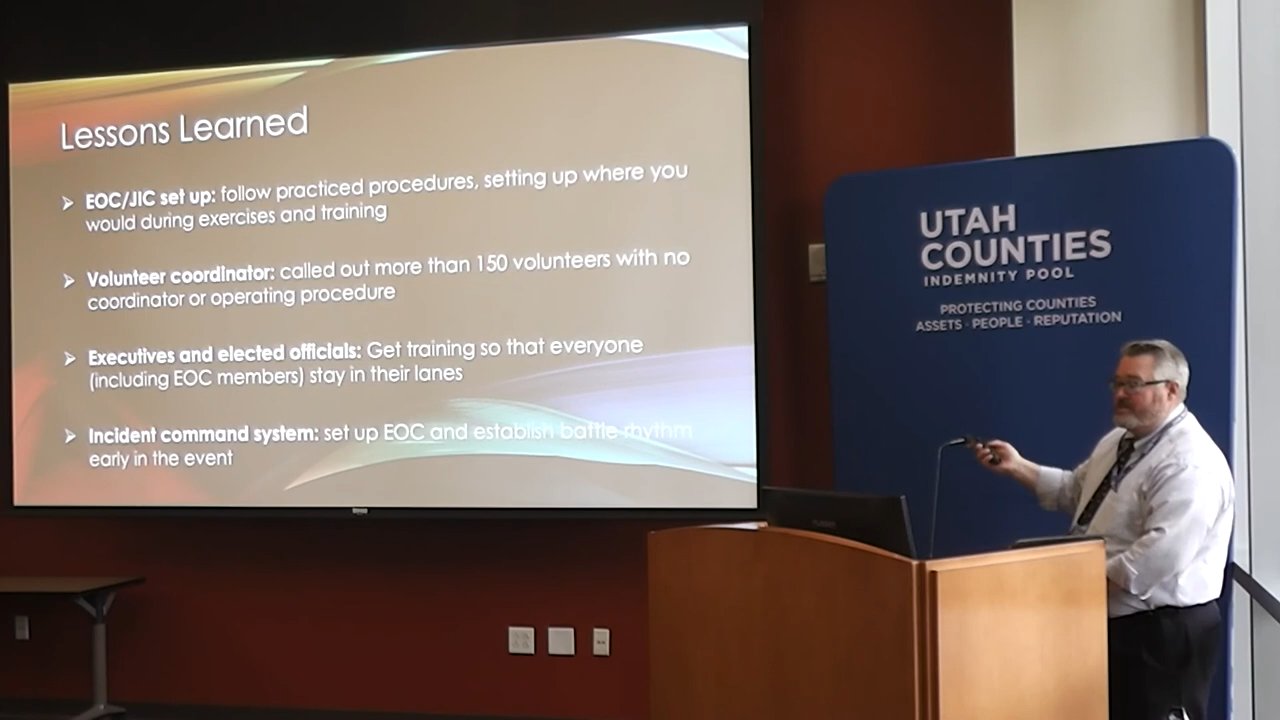 Lessons Learned
EOC/JIC set up: follow practiced procedures, setting up where you
would during exercises and training
Volunteer coordinator: called out more than 150 volunteers with no
coordinator or operating procedure
Executives and elected officials: Get training so that everyone
(including EOC members) stay in their lanes
Incident command system: set up EOC and establish battle rhythm
early in the event
UTAH
COUNTIES
INDEMNITY POOL
PROTECTING COUNTIES
ASSETS · PEOPLE · REPUTATION